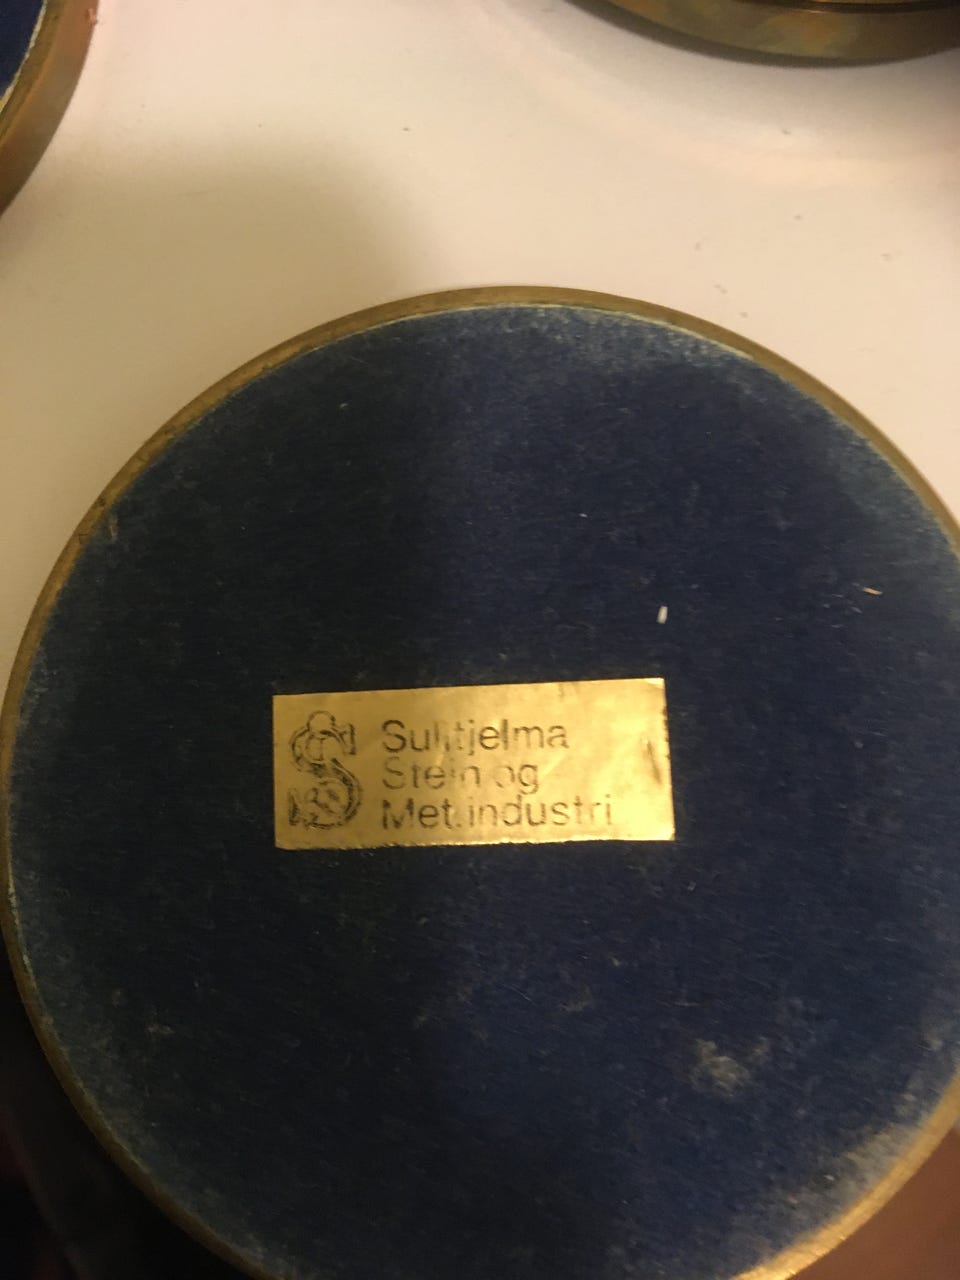 Sulitjelma
Stein og
Met.industri